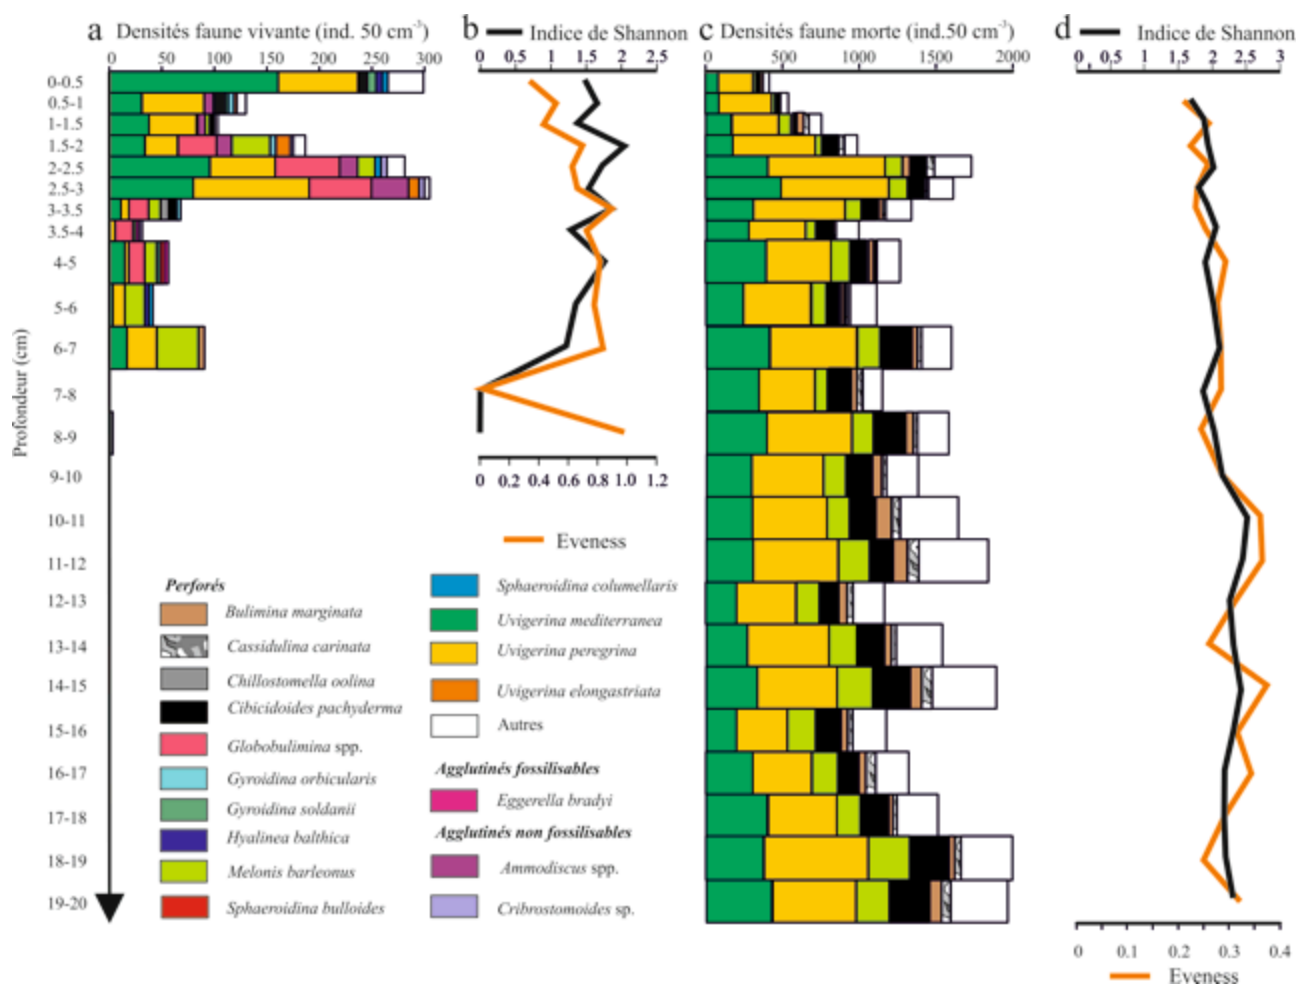 a Densités faune vivante (ind. 50 cm⁻³)
0 50 100 150 200 250 300
b Indice de Shannon
0 0.5 1 1.5 2 2.5
c Densités faune morte (ind.50 cm⁻³)
0 500 1000 1500 2000
d Indice de Shannon
0 0.5 1 1.5 2 2.5 3
Profondeur (cm)
0-0.5
0.5-1
1-1.5
1.5-2
2-2.5
2.5-3
3-3.5
3.5-4
4-5
5-6
6-7
7-8
8-9
9-10
10-11
11-12
12-13
13-14
14-15
15-16
16-17
17-18
18-19
19-20
0 0.2 0.4 0.6 0.8 1.0 1.2
Eveness
Perforés
Bulimina marginata
Cassidulina carinata
Chillostomella oolina
Cibicidoides pachyderma
Globobulimina spp.
Gyroidina orbicularis
Gyroidina soldanii
Hyalinea balthica
Melonis barleonus
Sphaeroidina bulloides
Sphaeroidina columellaris
Uvigerina mediterranea
Uvigerina peregrina
Uvigerina elongastriata
Autres
Agglutinés fossilisables
Eggerella bradyi
Agglutinés non fossilisables
Ammodiscus spp.
Cribrostomoides sp.
0 0.1 0.2 0.3 0.4
Eveness